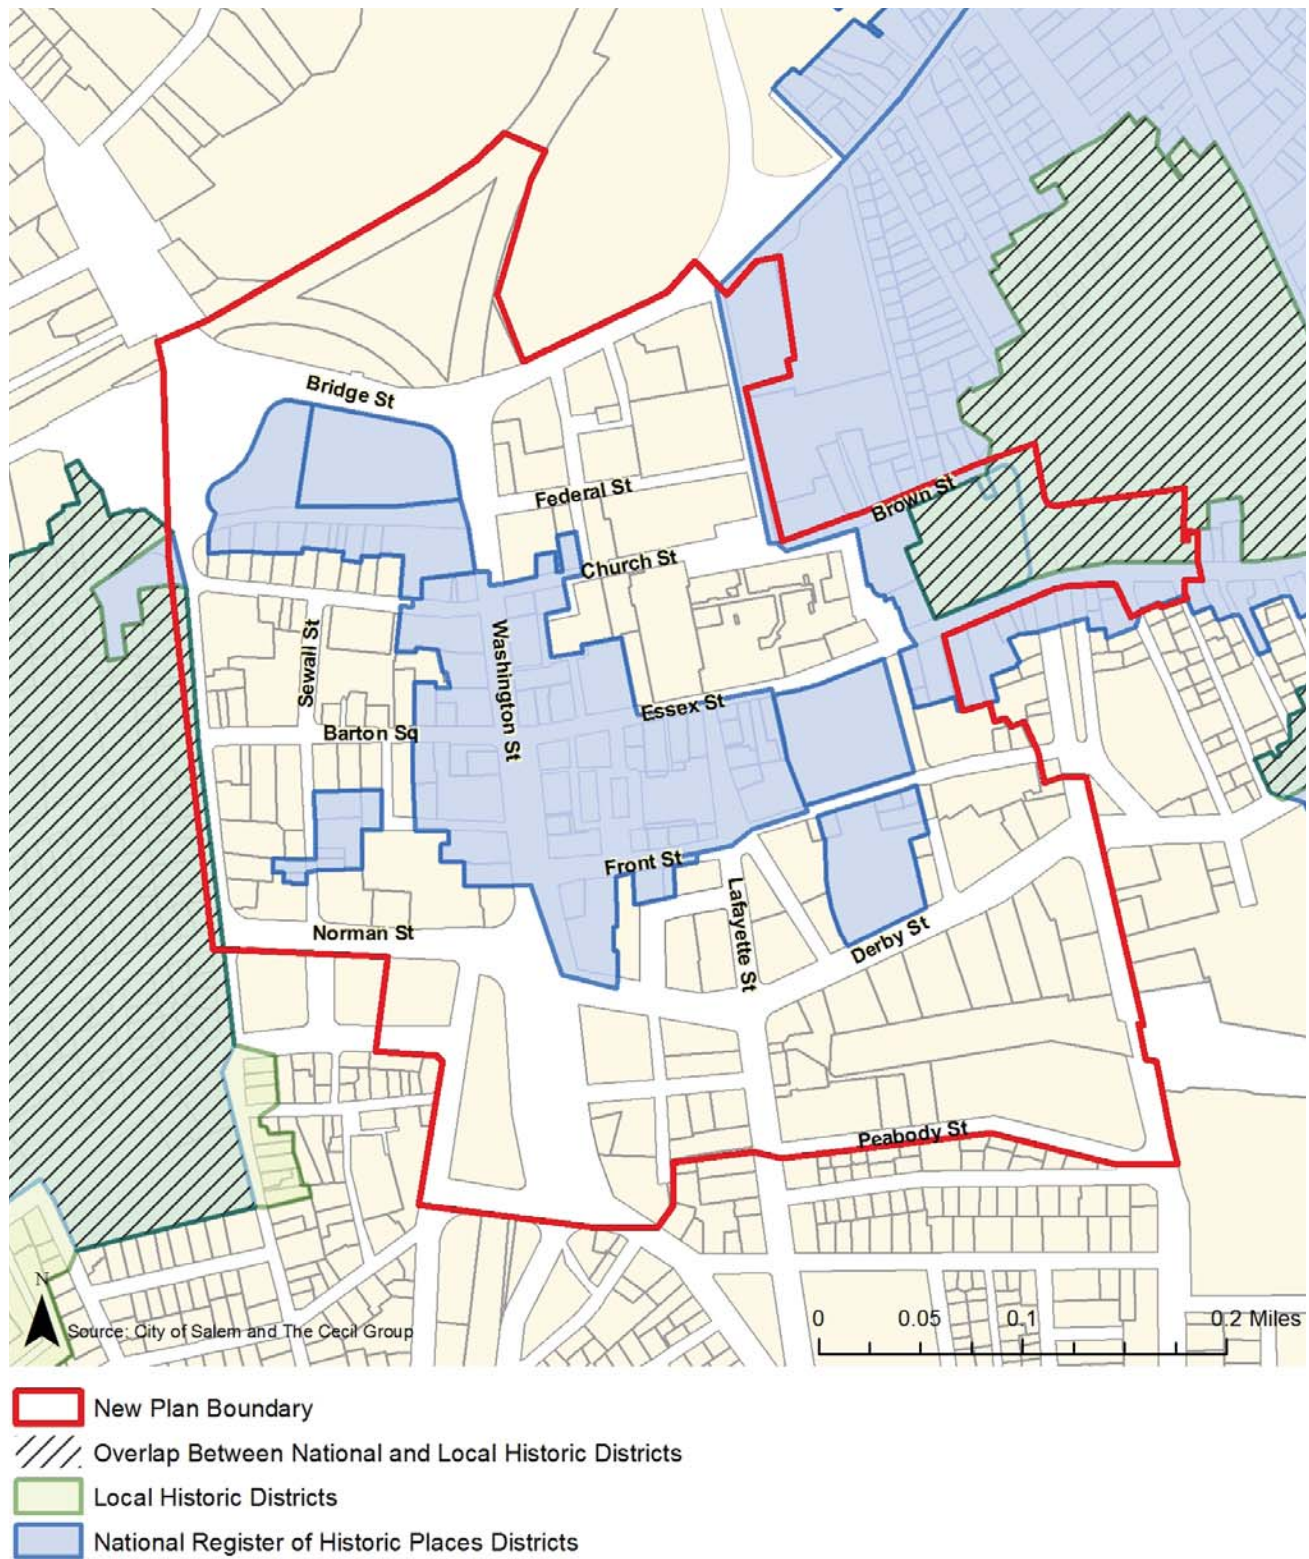 Bridge St
Federal St
Brown St
Church St
Sewall St
Washington St
Essex St
Barton Sq
Front St
Lafayette St
Norman St
Derby St
Peabody St
N
Source: City of Salem and The Cecil Group
0 0.05 0.1 0.2 Miles
New Plan Boundary
Overlap Between National and Local Historic Districts
Local Historic Districts
National Register of Historic Places Districts